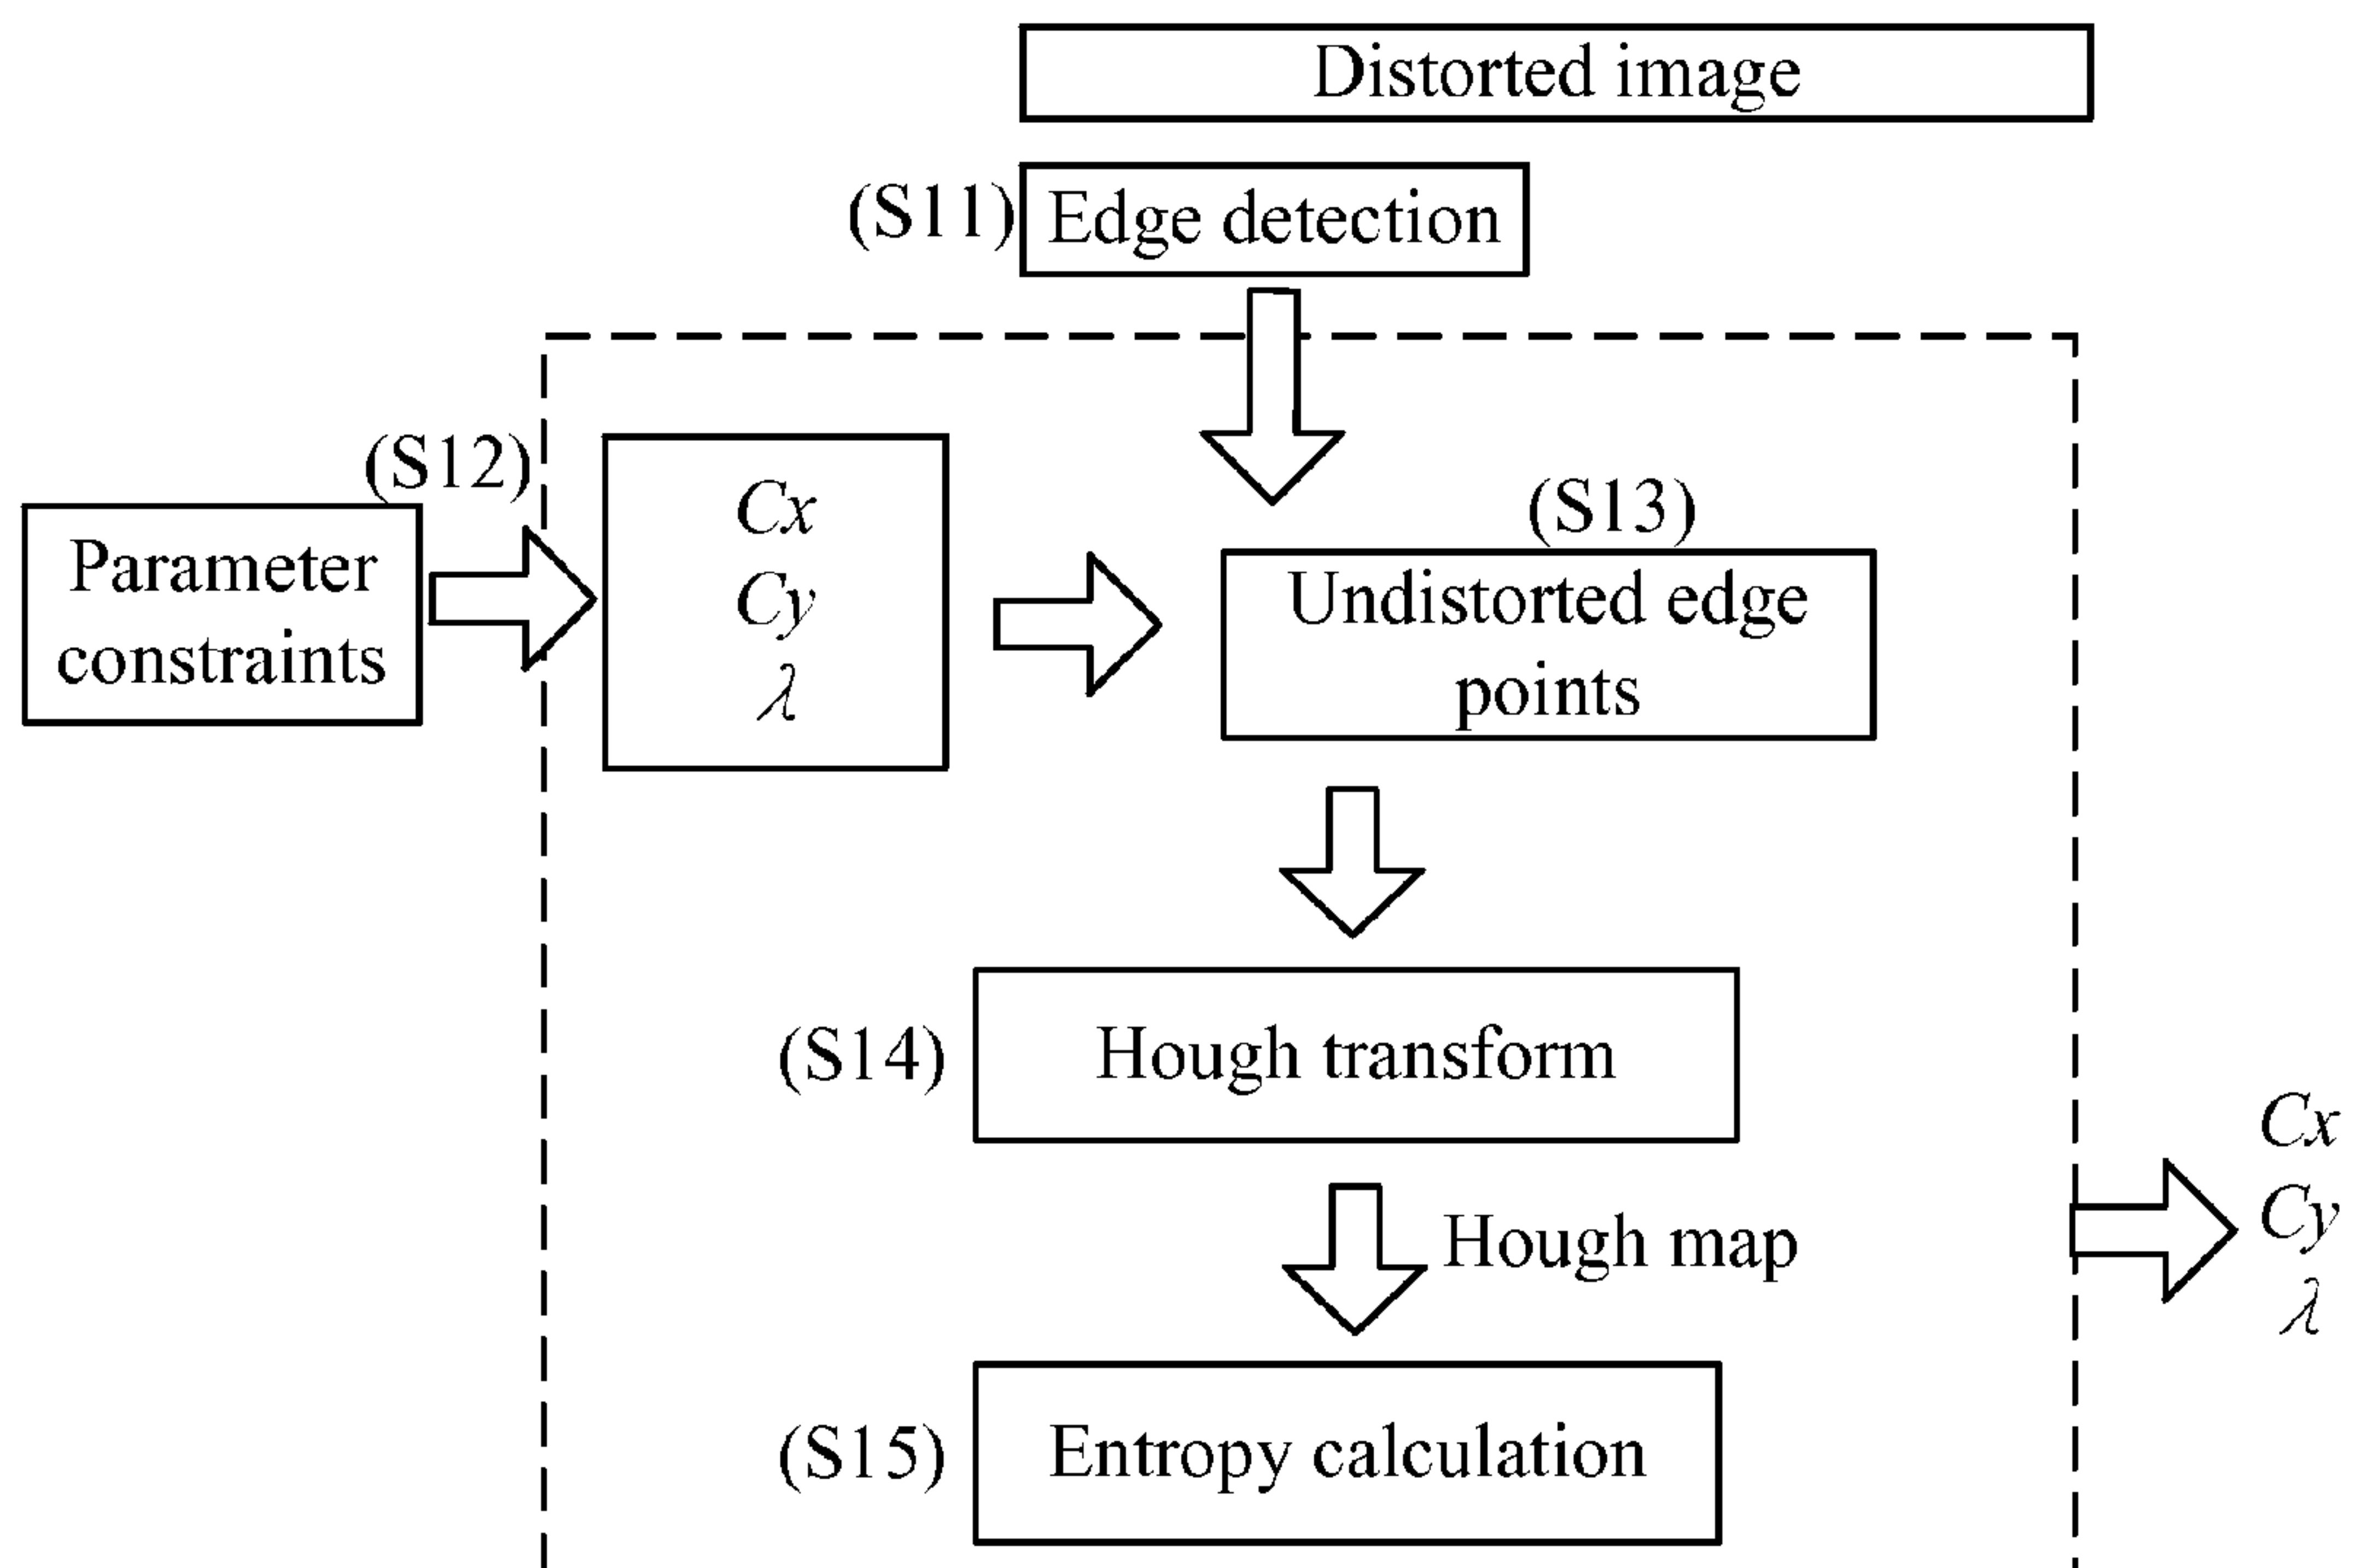 Distorted image
(S11)
Edge detection
(S12)
Parameter
constraints
Cx
Cy
λ
(S13)
Undistorted edge
points
(S14)
Hough transform
Hough map
Cx
Cy
λ
(S15)
Entropy calculation